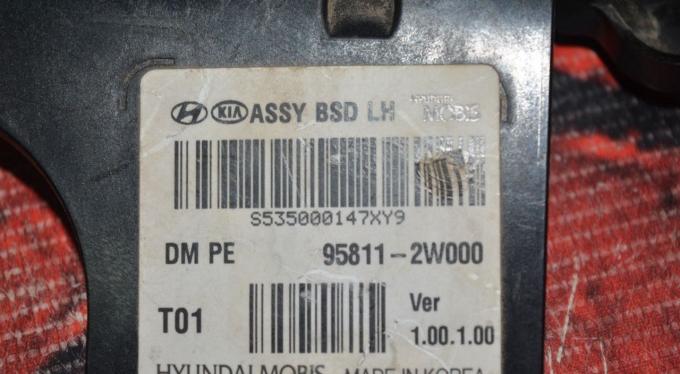 KIA ASSY BSD LH HYUNDAI MOBIS
S535000147XY9
DM PE 95811-2W000
T01 Ver
1.00.1.00
HYUNDAI MOBIS MADE IN KOREA